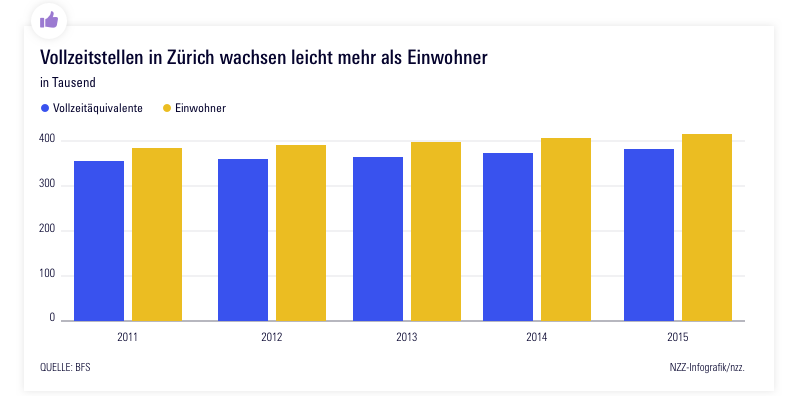 Vollzeitstellen in Zürich wachsen leicht mehr als Einwohner
in Tausend
Vollzeitäquivalente Einwohner
400
300
200
100
0
2011 2012 2013 2014 2015
QUELLE: BFS NZZ-Infografik/nzz.